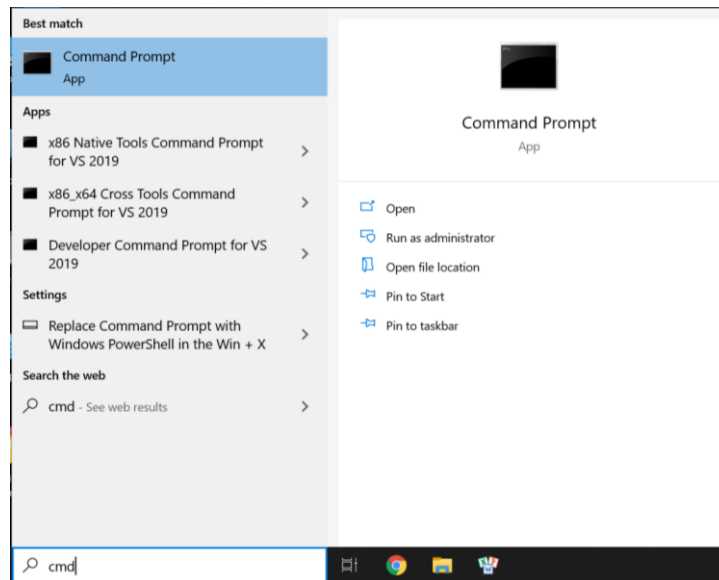 Best match
Command Prompt
App
Apps
x86 Native Tools Command Prompt
for VS 2019
x86_x64 Cross Tools Command
Prompt for VS 2019
Developer Command Prompt for VS
2019
Settings
Replace Command Prompt with
Windows PowerShell in the Win + X
Search the web
cmd - See web results
cmd
Command Prompt
App
Open
Run as administrator
Open file location
Pin to Start
Pin to taskbar